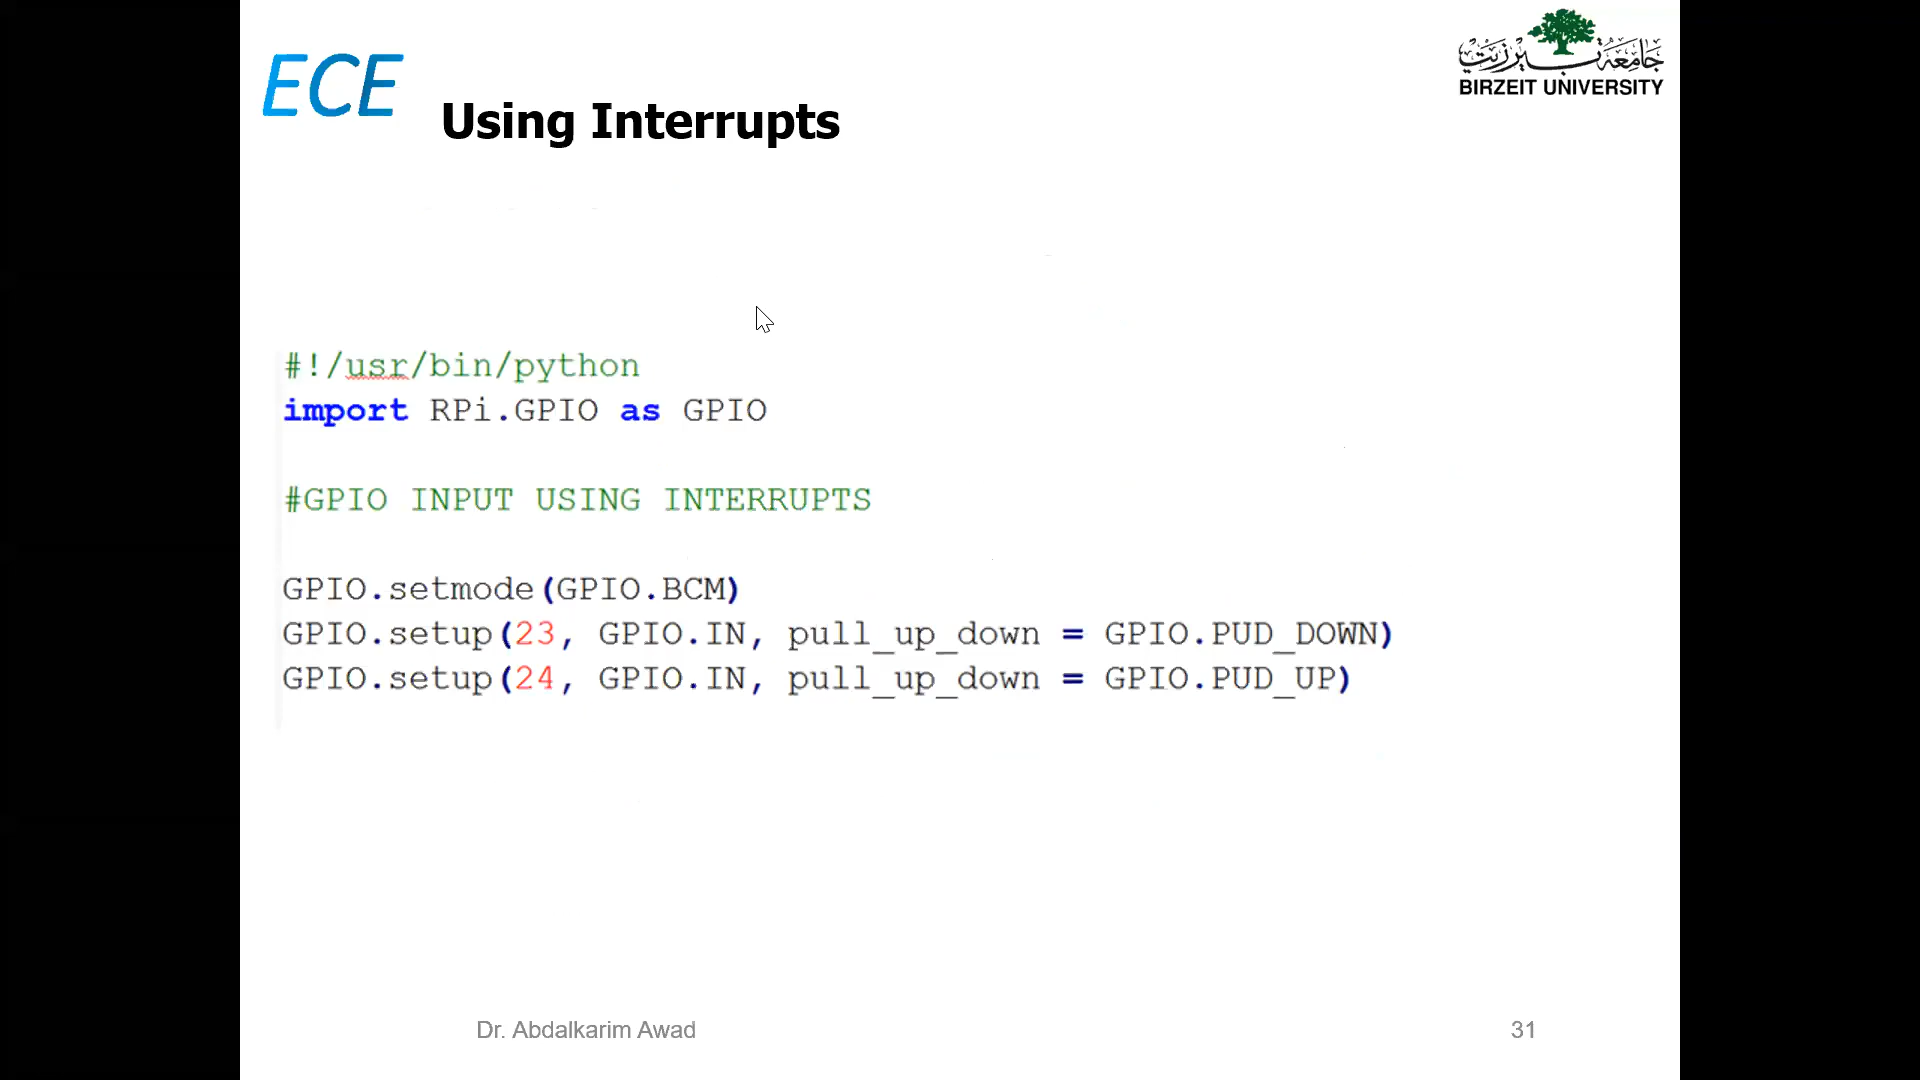 ECE
جامعة بيرزيت
BIRZEIT UNIVERSITY
Using Interrupts
#!/usr/bin/python
import RPi.GPIO as GPIO
#GPIO INPUT USING INTERRUPTS
GPIO.setmode(GPIO.BCM)
GPIO.setup(23, GPIO.IN, pull_up_down = GPIO.PUD_DOWN)
GPIO.setup(24, GPIO.IN, pull_up_down = GPIO.PUD_UP)
Dr. Abdalkarim Awad
31